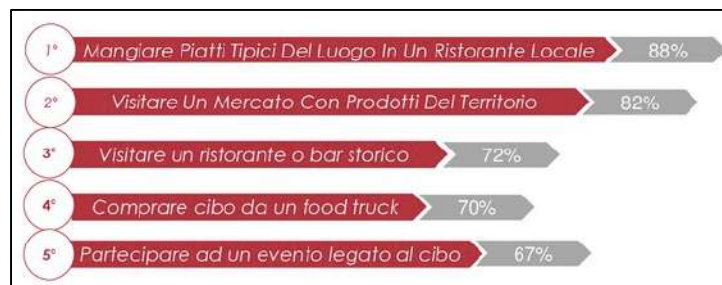 1° Mangiare Piatti Tipici Del Luogo In Un Ristorante Locale 88%
2° Visitare Un Mercato Con Prodotti Del Territorio 82%
3° Visitare un ristorante o bar storico 72%
4° Comprare cibo da un food truck 70%
5° Partecipare ad un evento legato al cibo 67%